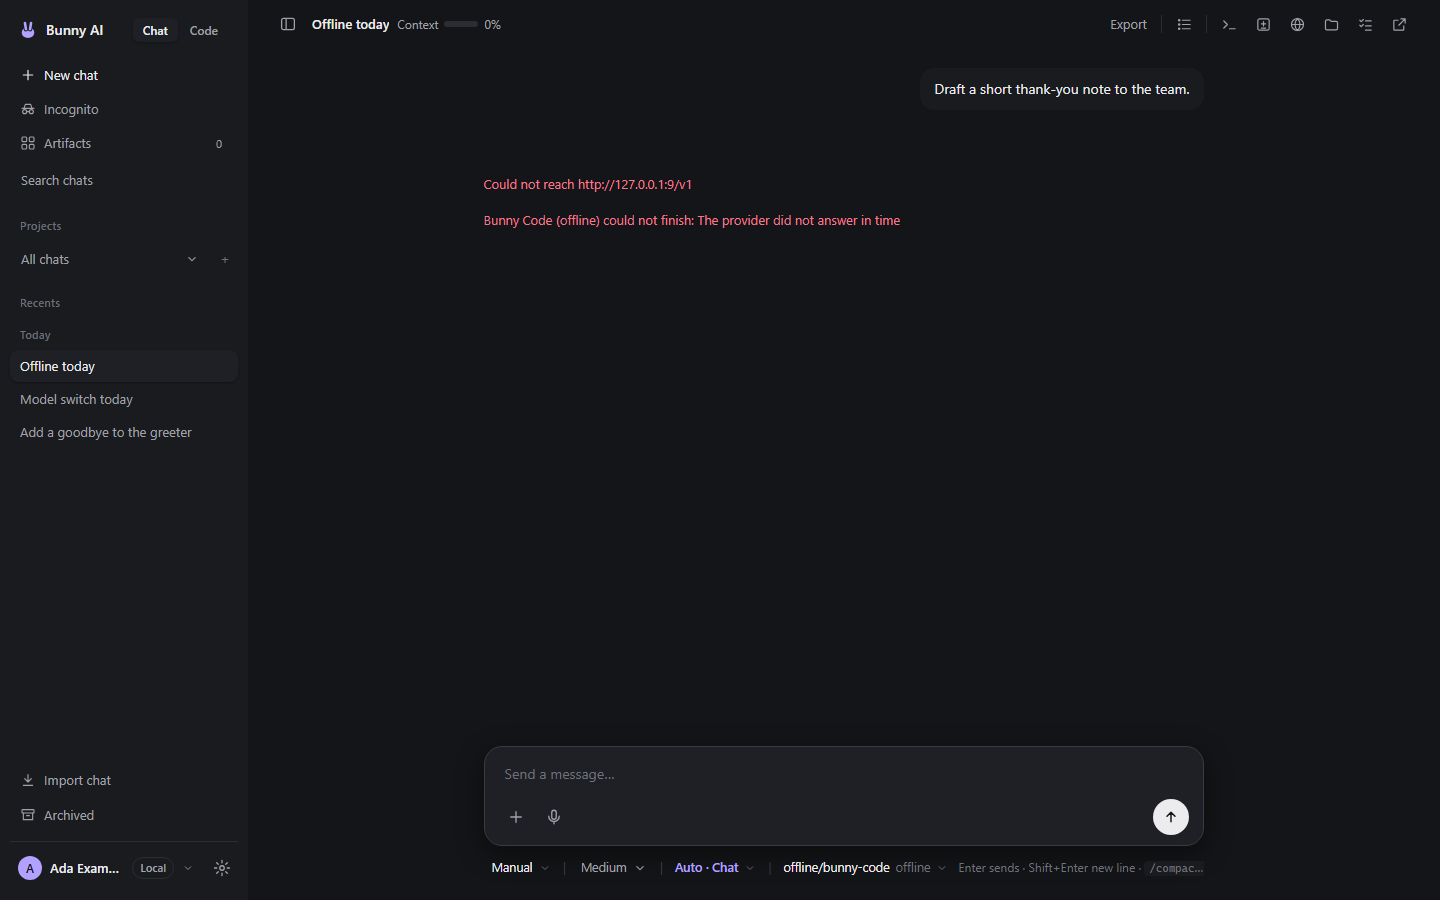 Bunny AI
Chat
Code
New chat
Incognito
Artifacts
0
Search chats
Projects
All chats
+
Recents
Today
Offline today
Model switch today
Add a goodbye to the greeter
Import chat
Archived
A
Ada Exam...
Local
Offline today
Context
0%
Export
Draft a short thank-you note to the team.
Could not reach http://127.0.0.1:9/v1
Bunny Code (offline) could not finish: The provider did not answer in time
Send a message...
Manual
Medium
Auto · Chat
offline/bunny-code offline
Enter sends · Shift+Enter new line · /compac...